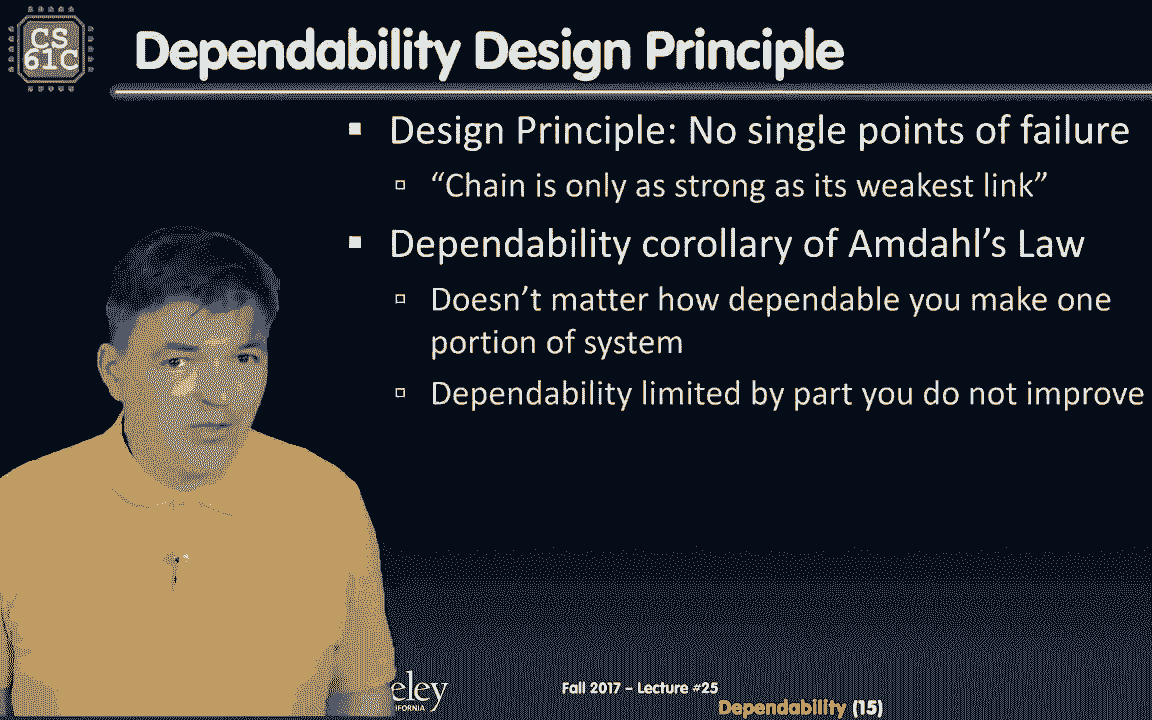 CS
61C
Dependability Design Principle
Design Principle: No single points of failure
“Chain is only as strong as its weakest link”
Dependability corollary of Amdahl’s Law
Doesn’t matter how dependable you make one
portion of system
Dependability limited by part you do not improve
Fall 2017 – Lecture #25
Dependability (15)